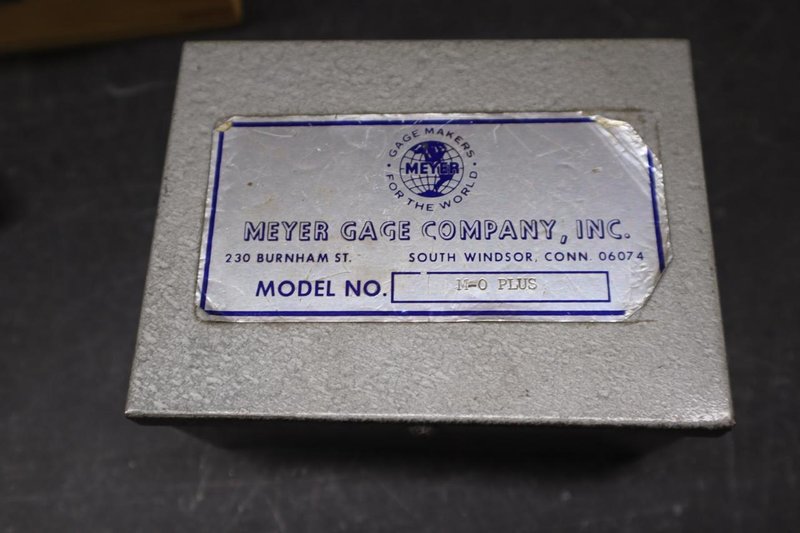 GAGE MAKERS
MEYER
FOR THE WORLD
MEYER GAGE COMPANY, INC.
230 BURNHAM ST. SOUTH WINDSOR, CONN. 06074
MODEL NO. M-0 PLUS